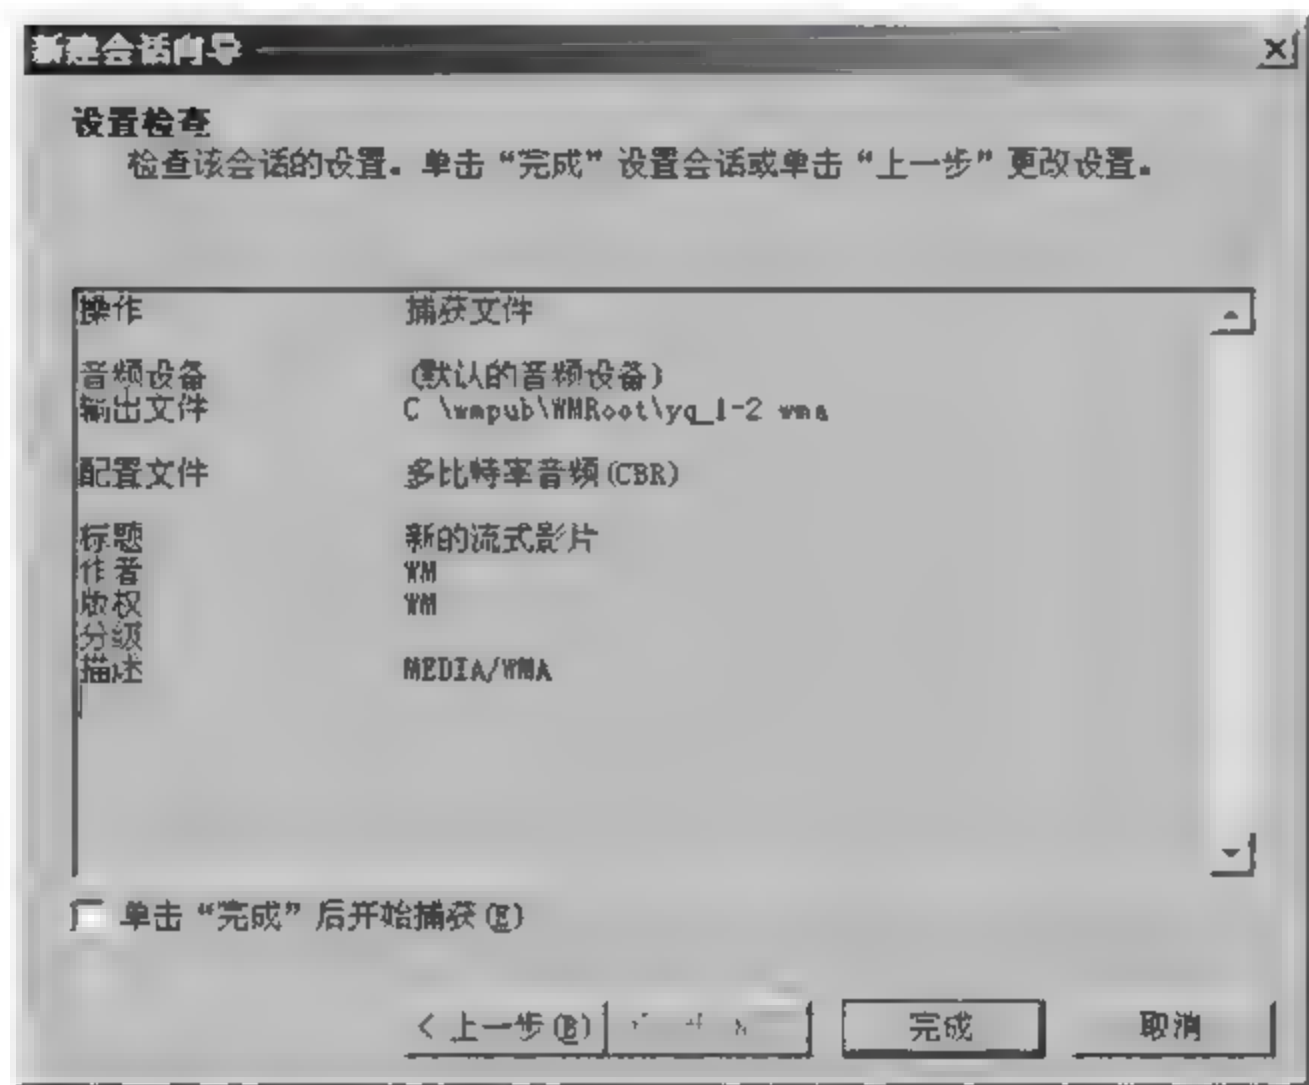 新建会话向导
设置检查
检查该会话的设置。单击“完成”设置会话或单击“上一步”更改设置。
操作 捕获文件
音频设备 (默认的音频设备)
输出文件 C \wmpub\WMRoot\yq_1-2 wma
配置文件 多比特率音频(CBR)
标题 新的流式影片
作者 WM
版权 WM
分级
描述 MEDIA/WMA
单击“完成”后开始捕获(E)
< 上一步(B) 完成 取消